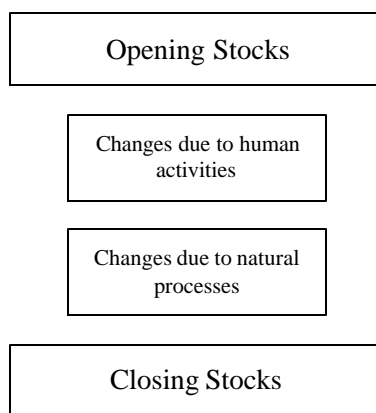 Opening Stocks
Changes due to human
activities
Changes due to natural
processes
Closing Stocks